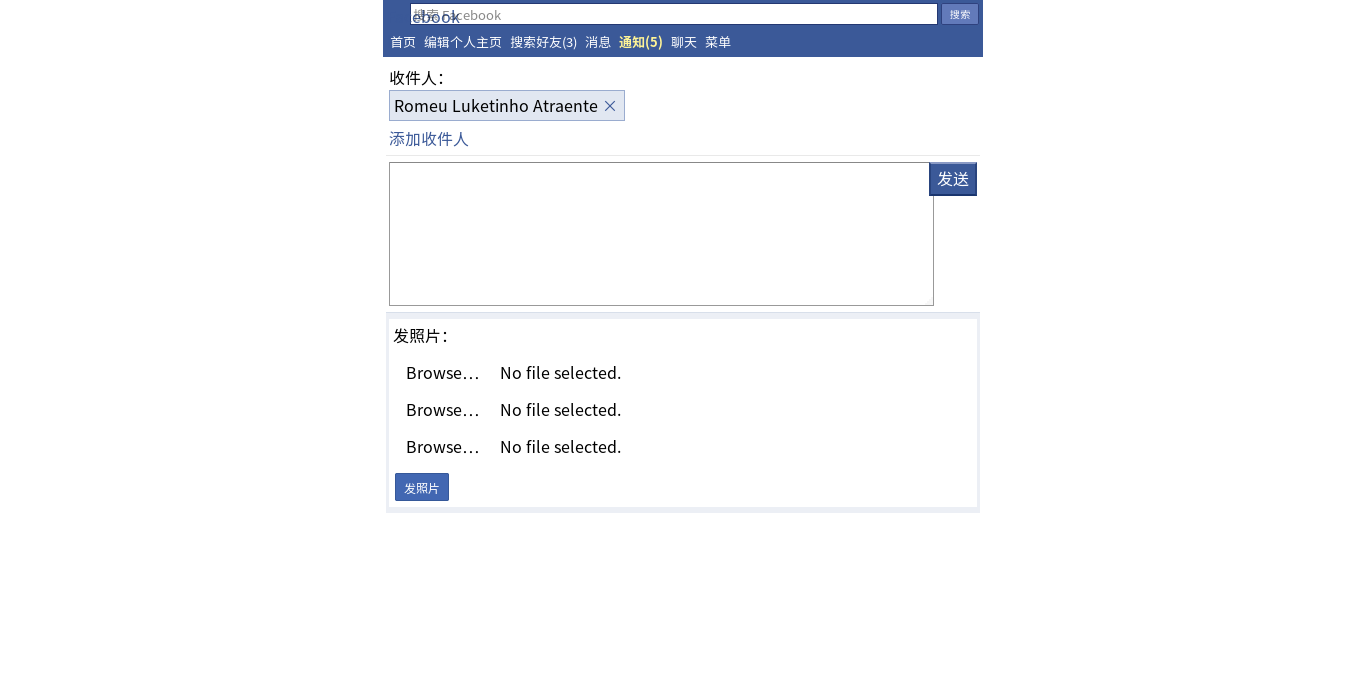 ebook
搜索 Facebook
搜索
首页 编辑个人主页 搜索好友(3) 消息 通知(5) 聊天 菜单
收件人：
Romeu Luketinho Atraente ×
添加收件人
发送
发照片：
Browse… No file selected.
Browse… No file selected.
Browse… No file selected.
发照片